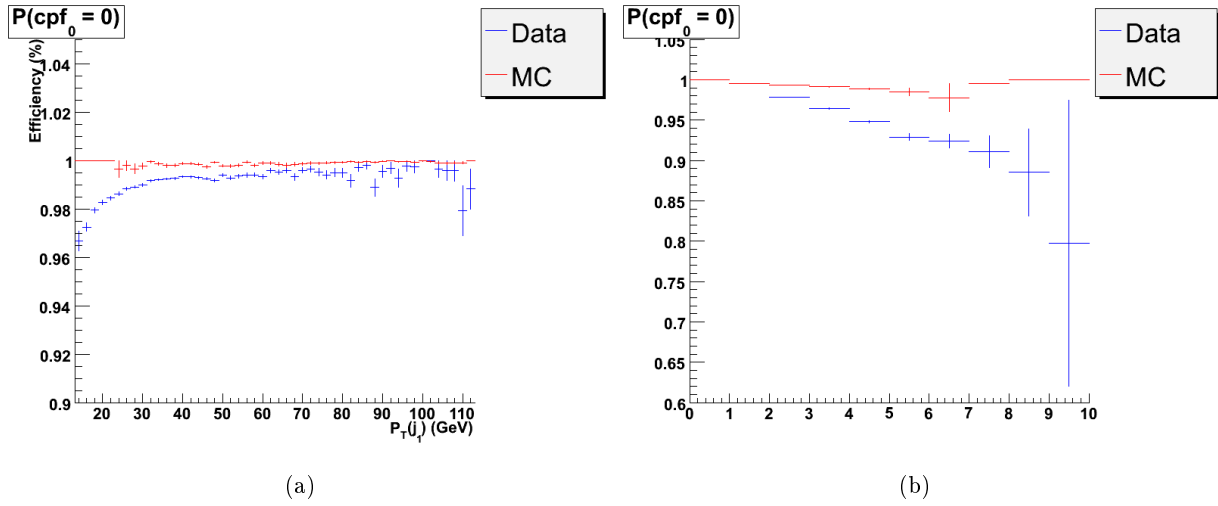 P(cpf₀ = 0)
Efficiency (%)
1.04
1.02
1
0.98
0.96
0.94
0.92
0.9
20 30 40 50 60 70 80 90 100 110
P_T(j₁) (GeV)
Data
MC
(a)
P(cpf₀ = 0)
1.05
1
0.95
0.9
0.85
0.8
0.75
0.7
0.65
0.6
0 1 2 3 4 5 6 7 8 9 10
Data
MC
(b)